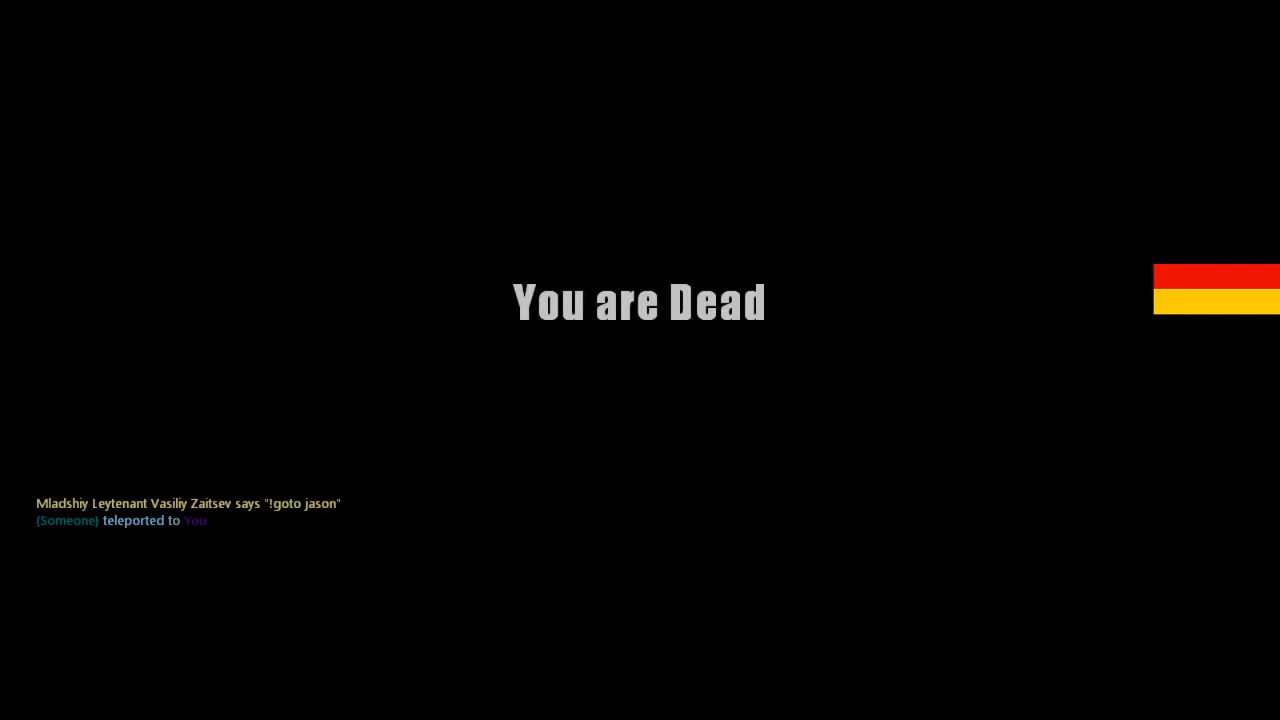 You are Dead
Mladshiy Leytenant Vasiliy Zaitsev says "!goto jason"
(Someone) teleported to You